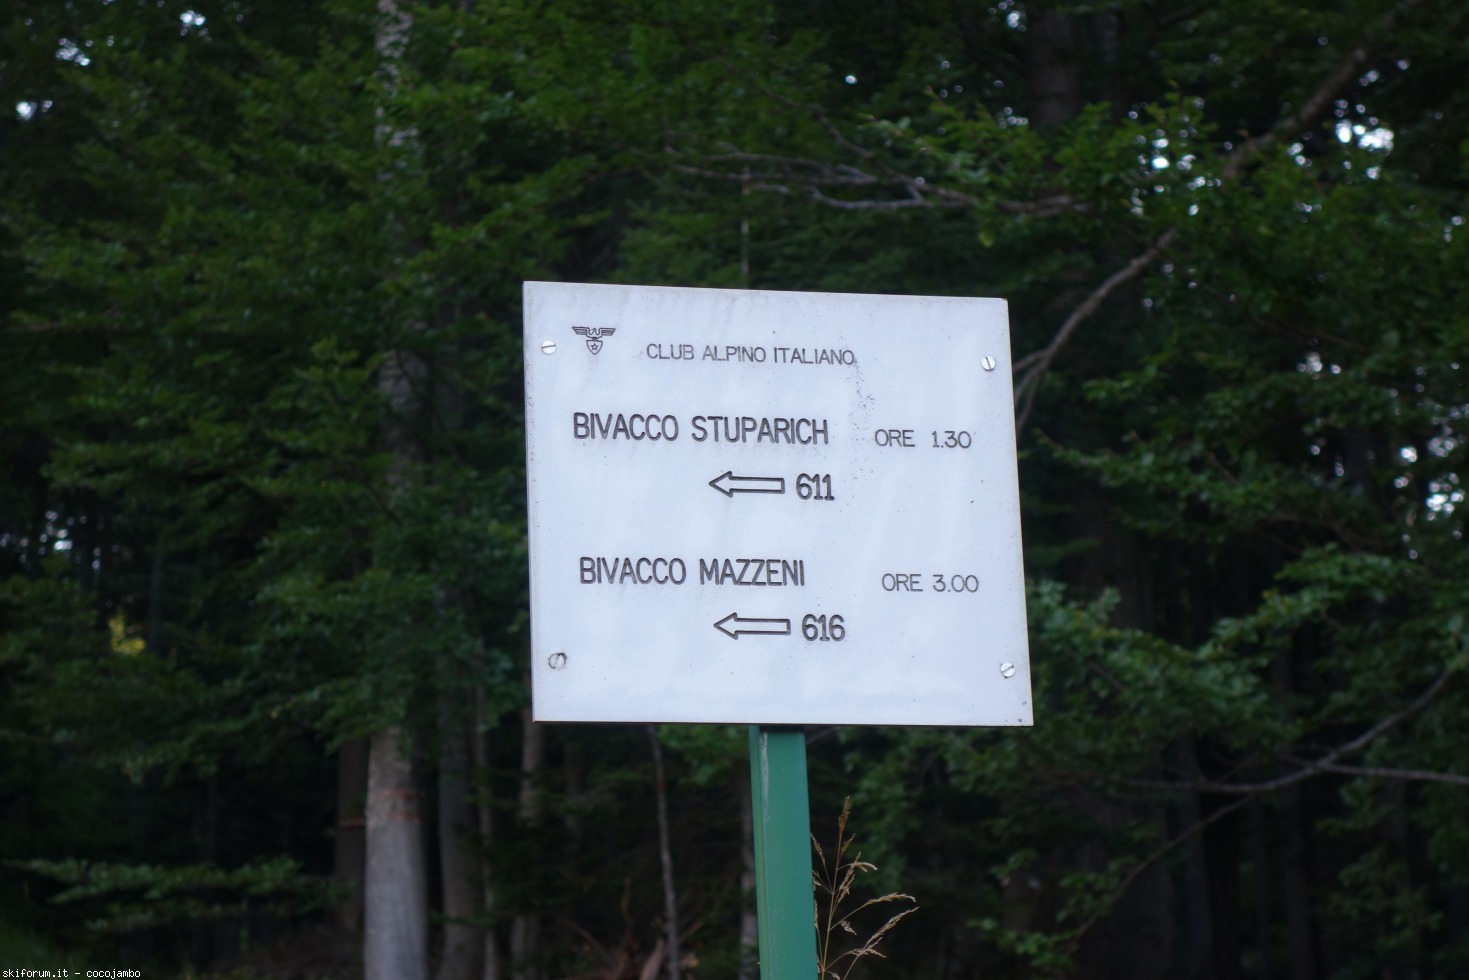 CLUB ALPINO ITALIANO
BIVACCO STUPARICH ORE 1.30
611
BIVACCO MAZZENI ORE 3.00
616
skiforum.it - cocojambo